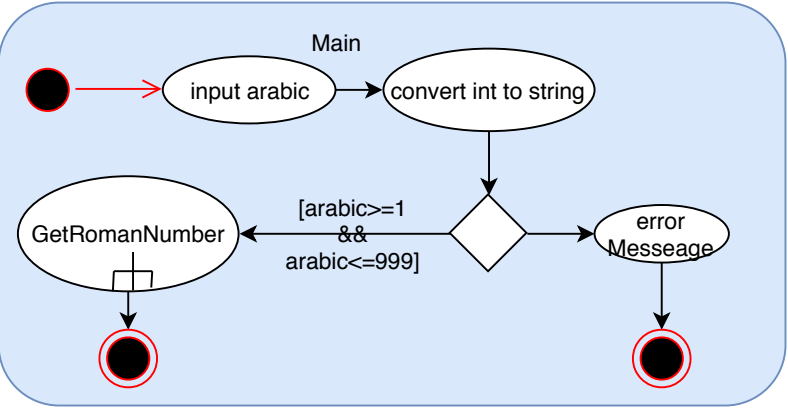 Main
input arabic
convert int to string
GetRomanNumber
[arabic>=1
&&
arabic<=999]
error
Messeage